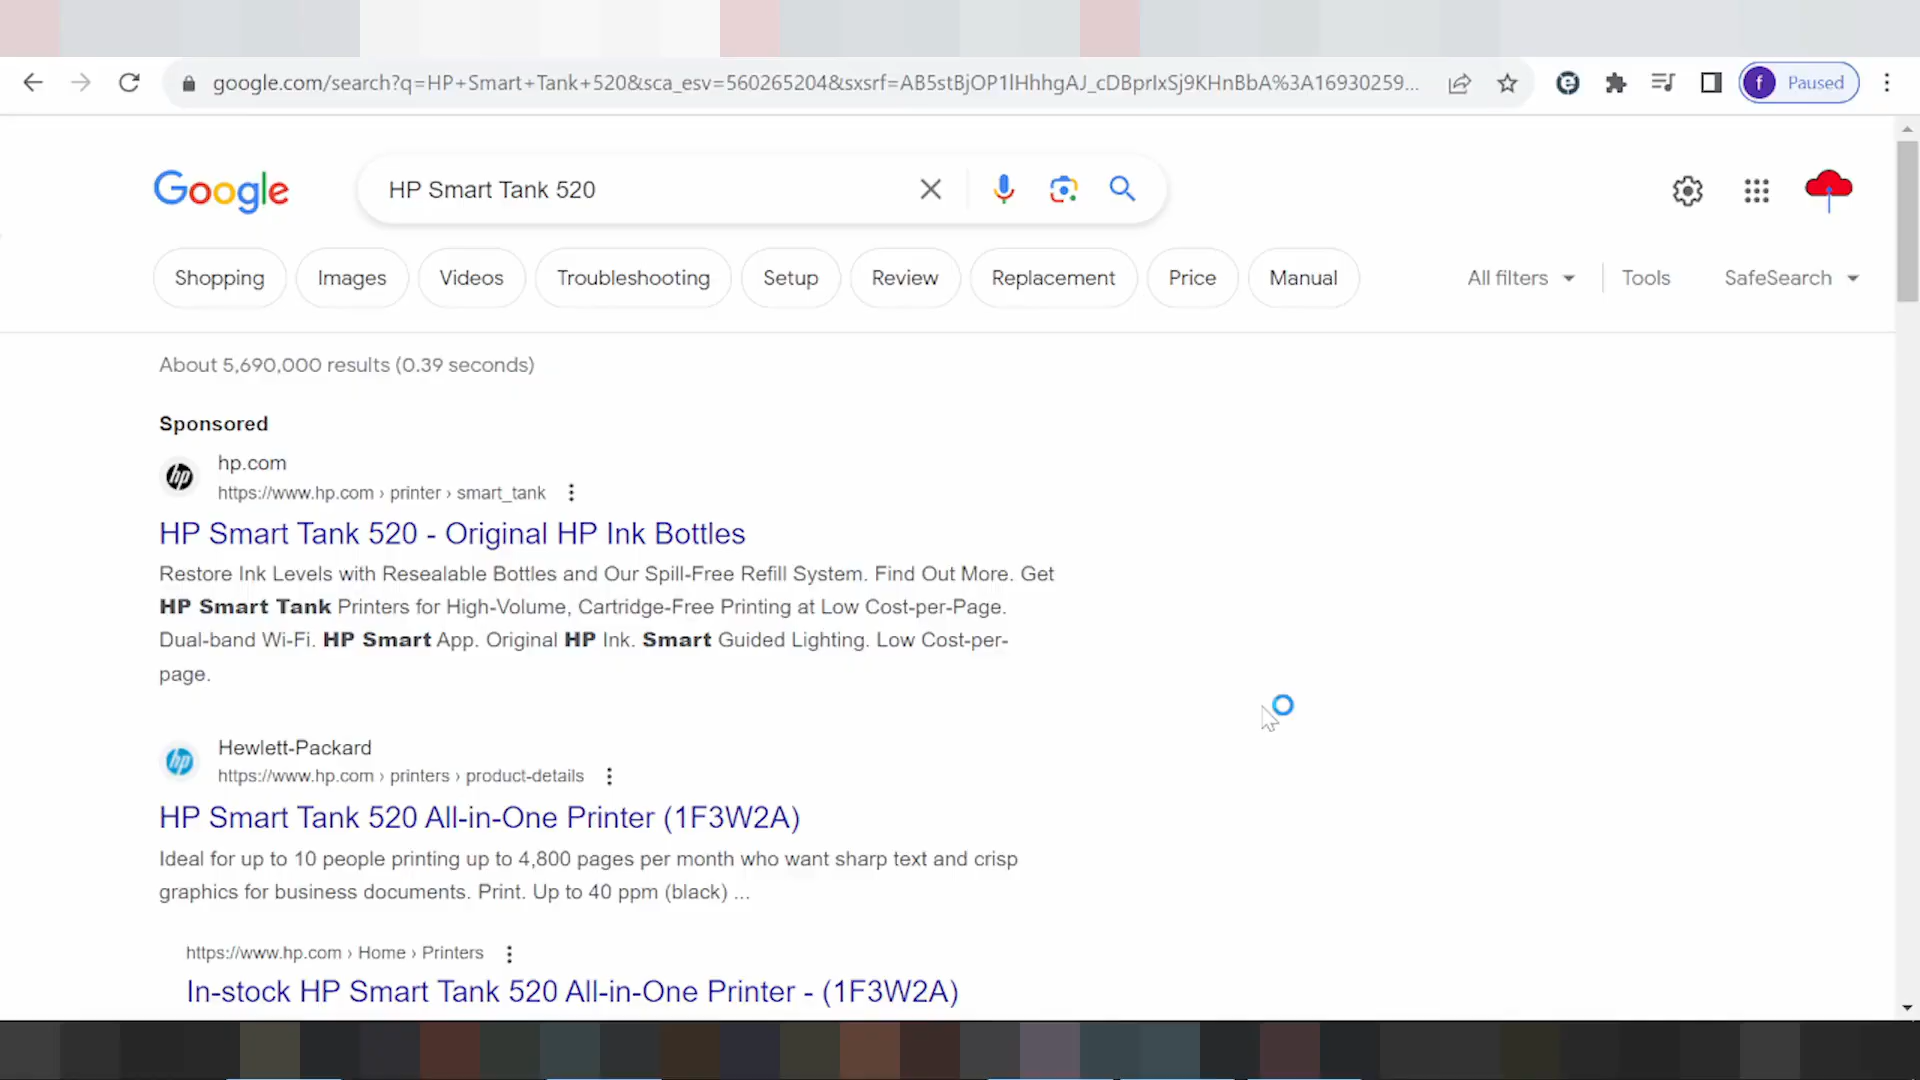 google.com/search?q=HP+Smart+Tank+520&sca_esv=560265204&sxsrf=AB5stBjOP1lHhhgAJ_cDBprIxSj9KHnBbA%3A16930259...
f Paused
Google
HP Smart Tank 520
Shopping
Images
Videos
Troubleshooting
Setup
Review
Replacement
Price
Manual
All filters
Tools
SafeSearch
About 5,690,000 results (0.39 seconds)
Sponsored
hp
hp.com
https://www.hp.com › printer › smart_tank
HP Smart Tank 520 - Original HP Ink Bottles
Restore Ink Levels with Resealable Bottles and Our Spill-Free Refill System. Find Out More. Get
HP Smart Tank Printers for High-Volume, Cartridge-Free Printing at Low Cost-per-Page.
Dual-band Wi-Fi. HP Smart App. Original HP Ink. Smart Guided Lighting. Low Cost-per-
page.
hp
Hewlett-Packard
https://www.hp.com › printers › product-details
HP Smart Tank 520 All-in-One Printer (1F3W2A)
Ideal for up to 10 people printing up to 4,800 pages per month who want sharp text and crisp
graphics for business documents. Print. Up to 40 ppm (black) ...
https://www.hp.com › Home › Printers
In-stock HP Smart Tank 520 All-in-One Printer - (1F3W2A)